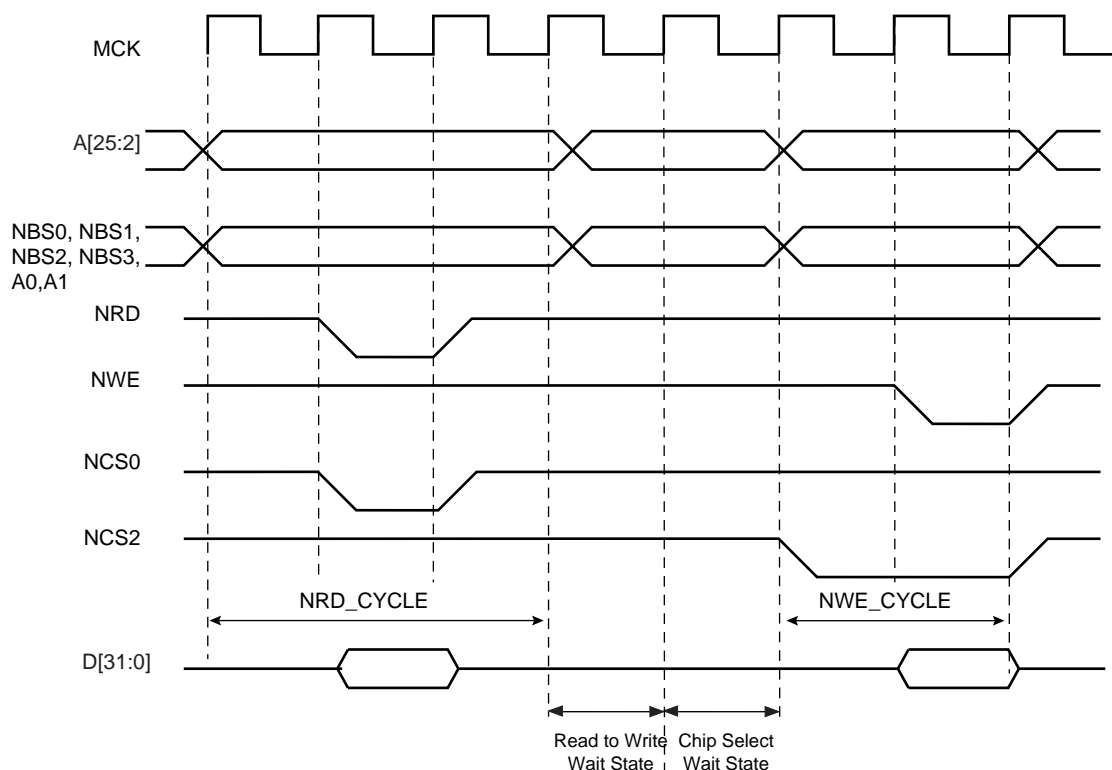 MCK
A[25:2]
NBS0, NBS1,
NBS2, NBS3,
A0,A1
NRD
NWE
NCS0
NCS2
NRD_CYCLE
NWE_CYCLE
D[31:0]
Read to Write
Wait State
Chip Select
Wait State